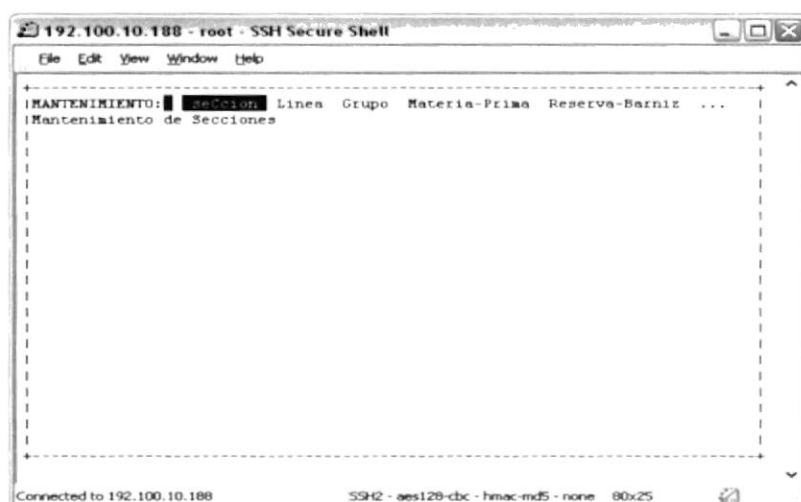 192.100.10.188 - root - SSH Secure Shell
File Edit View Window Help
MANTENIMIENTO: seCcion Linea Grupo Materia-Prima Reserva-Barniz ...
Mantenimiento de Secciones
Connected to 192.100.10.188 SSH2 - aes128-cbc - hmac-md5 - none 80x25